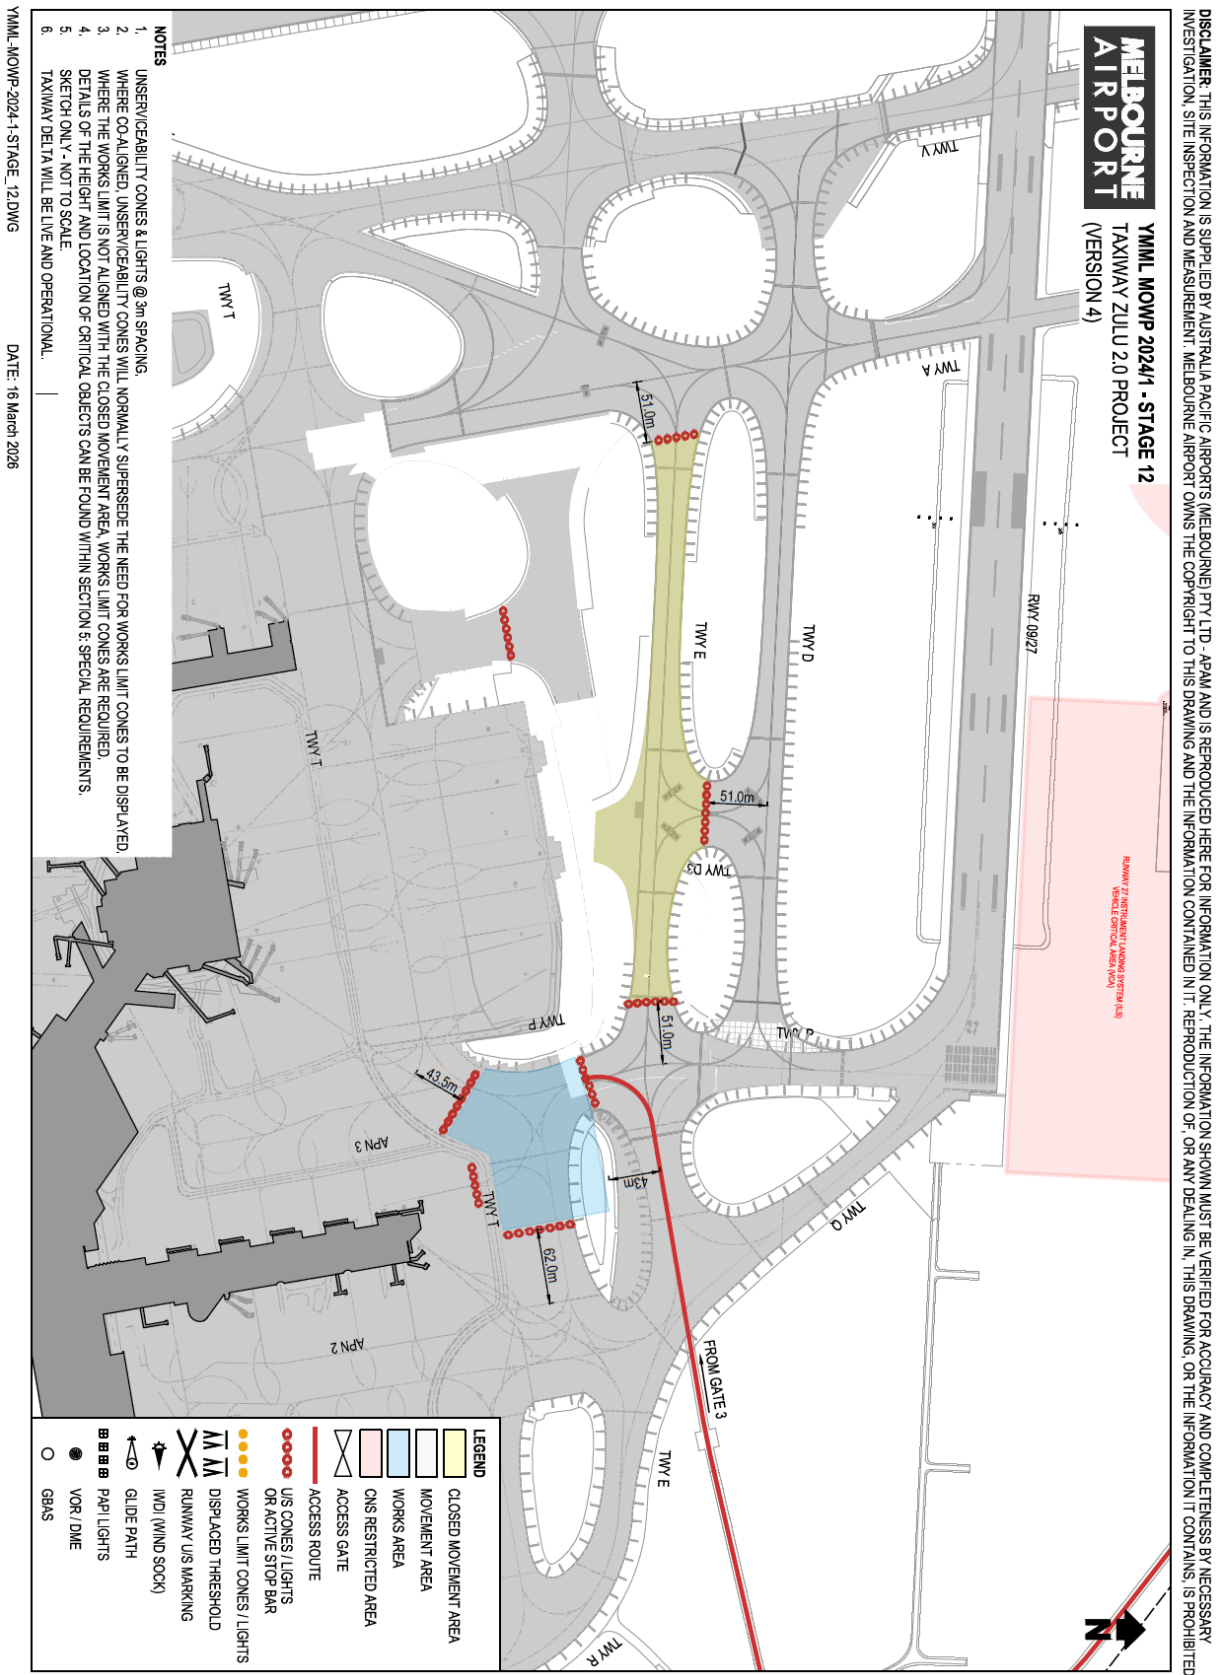 DISCLAIMER: THIS INFORMATION IS SUPPLIED BY AUSTRALIA PACIFIC AIRPORTS (MELBOURNE) PTY LTD - APAM AND IS REPRODUCED HERE FOR INFORMATION ONLY. THE INFORMATION SHOWN MUST BE VERIFIED FOR ACCURACY AND COMPLETENESS BY NECESSARY
INVESTIGATION, SITE INSPECTION AND MEASUREMENT. MELBOURNE AIRPORT OWNS THE COPYRIGHT TO THIS DRAWING AND THE INFORMATION CONTAINED IN IT. REPRODUCTION OF, OR ANY DEALING IN, THIS DRAWING, OR THE INFORMATION IT CONTAINS, IS PROHIBITED
MELBOURNE
AIRPORT
YMML MOWP 2024/1 - STAGE 12
TAXIWAY ZULU 2.0 PROJECT
(VERSION 4)
N
RWY 09/27
RUNWAY 27 INSTRUMENT LANDING SYSTEM (ILS)
VEHICLE CRITICAL AREA (VCA)
TWY V
TWY A
TWY D
TWY E
51.0m
51.0m
TWY D3
51.0m
TWY P
TWY P
TWY Q
43m
43.5m
62.0m
APN 3
TWY T
TWY T
TWY T
APN 2
FROM GATE 3
TWY E
TWY R
NOTES
1. UNSERVICEABILITY CONES & LIGHTS @ 3m SPACING.
2. WHERE CO-ALIGNED, UNSERVICEABILITY CONES WILL NORMALLY SUPERSEDE THE NEED FOR WORKS LIMIT CONES TO BE DISPLAYED.
3. WHERE THE WORKS LIMIT IS NOT ALIGNED WITH THE CLOSED MOVEMENT AREA, WORKS LIMIT CONES ARE REQUIRED.
4. DETAILS OF THE HEIGHT AND LOCATION OF CRITICAL OBJECTS CAN BE FOUND WITHIN SECTION 5: SPECIAL REQUIREMENTS.
5. SKETCH ONLY - NOT TO SCALE.
6. TAXIWAY DELTA WILL BE LIVE AND OPERATIONAL.
LEGEND
CLOSED MOVEMENT AREA
MOVEMENT AREA
WORKS AREA
CNS RESTRICTED AREA
ACCESS GATE
ACCESS ROUTE
U/S CONES / LIGHTS
OR ACTIVE STOP BAR
WORKS LIMIT CONES / LIGHTS
DISPLACED THRESHOLD
RUNWAY U/S MARKING
IWDI (WIND SOCK)
GLIDE PATH
PAPI LIGHTS
VOR / DME
GBAS
YMML-MOWP-2024-1-STAGE_12.DWG DATE: 16 March 2026